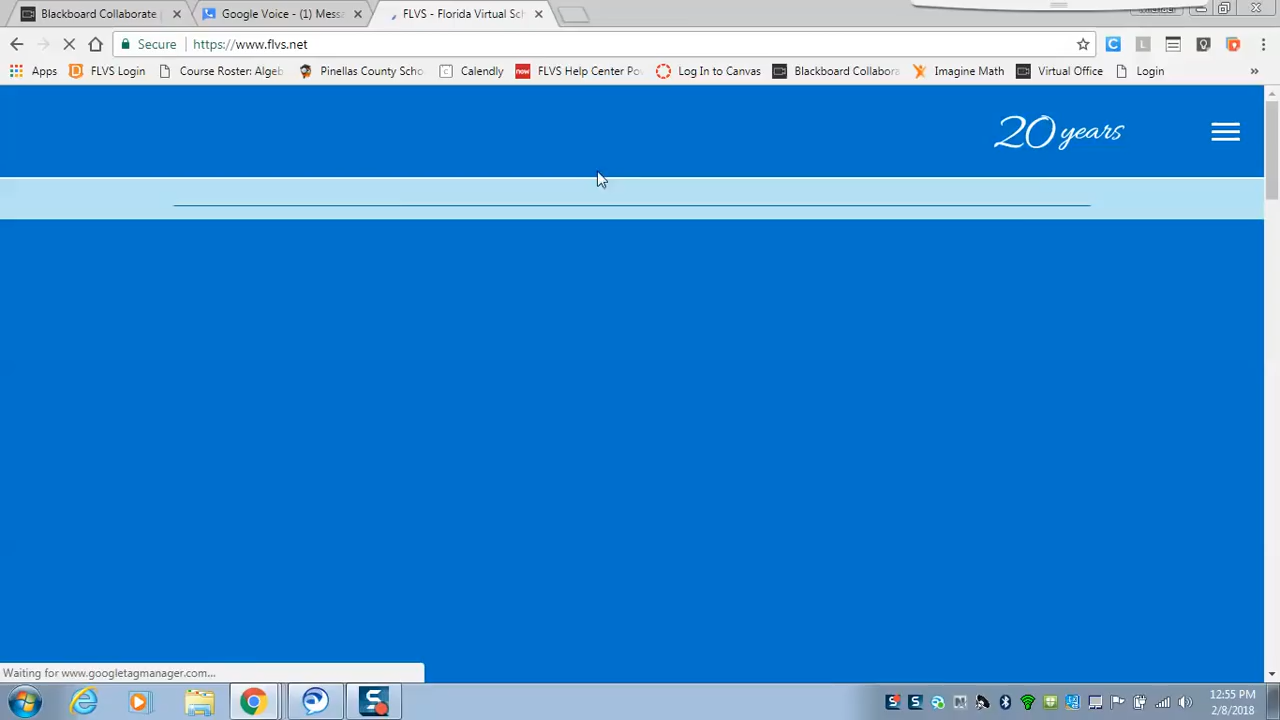 Blackboard Collaborate
Google Voice - (1) Mess
FLVS - Florida Virtual Sch
Secure
https://www.flvs.net
Apps
FLVS Login
Course Roster: Algeb
Pinellas County Scho
Calendly
now
FLVS Help Center Po
Log In to Canvas
Blackboard Collabora
Imagine Math
Virtual Office
Login
20 years
Waiting for www.googletagmanager.com...
12:55 PM
2/8/2018